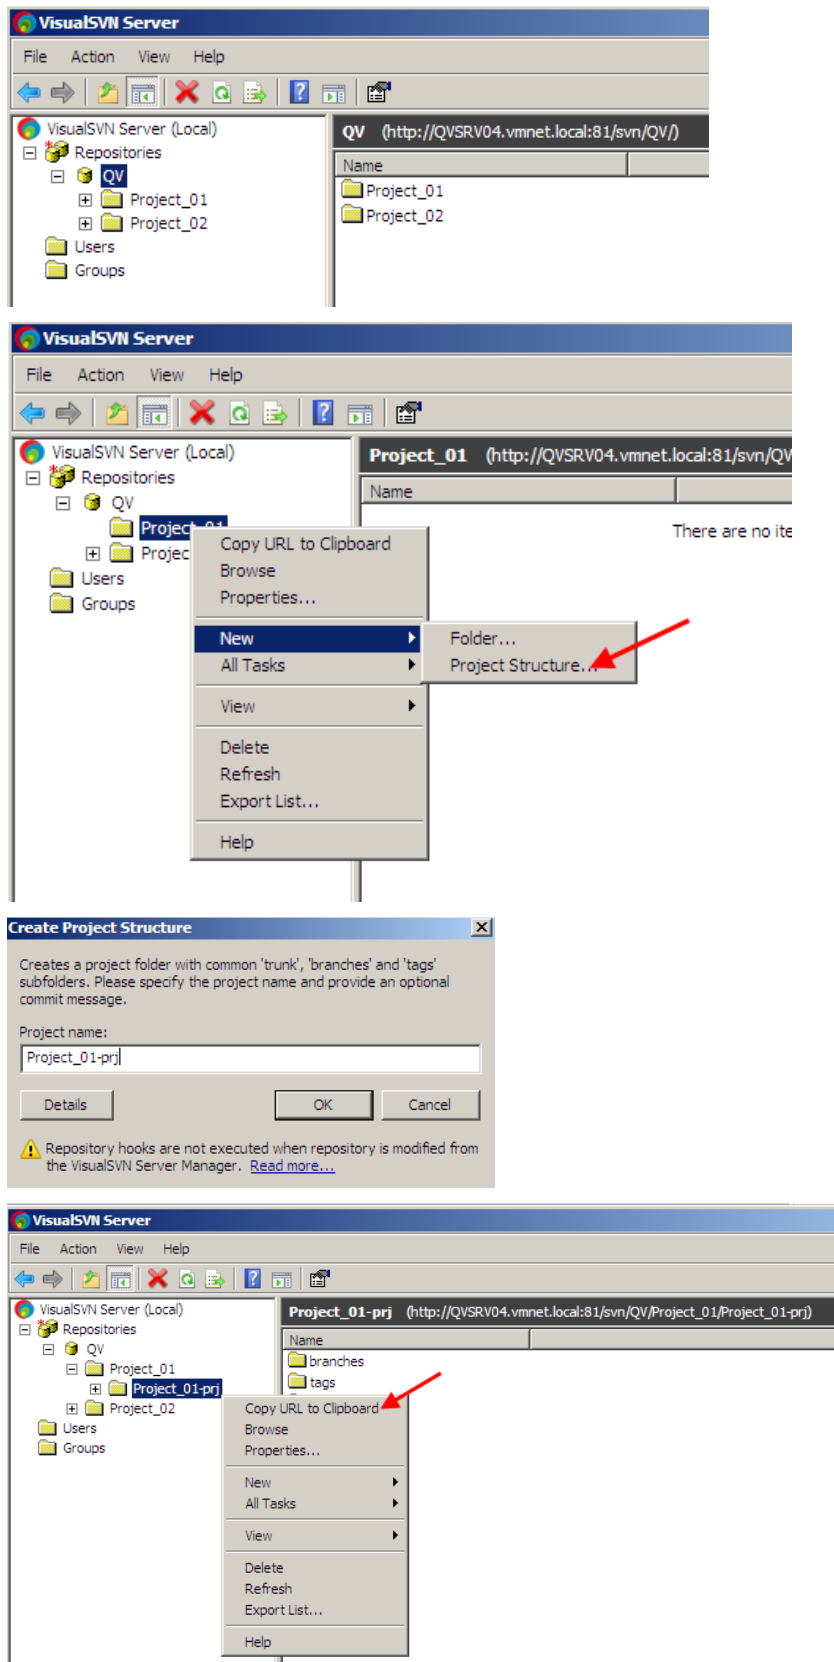 VisualSVN Server
File Action View Help
VisualSVN Server (Local)
Repositories
QV
Project_01
Project_02
Users
Groups
QV (http://QVSRV04.vmnet.local:81/svn/QV/)
Name
Project_01
Project_02
VisualSVN Server
File Action View Help
VisualSVN Server (Local)
Repositories
QV
Project_01
Projec
Users
Groups
Project_01 (http://QVSRV04.vmnet.local:81/svn/QV
Name
There are no ite
Copy URL to Clipboard
Browse
Properties...
New
All Tasks
View
Delete
Refresh
Export List...
Help
Folder...
Project Structure...
Create Project Structure
Creates a project folder with common 'trunk', 'branches' and 'tags'
subfolders. Please specify the project name and provide an optional
commit message.
Project name:
Project_01-prj
Details OK Cancel
Repository hooks are not executed when repository is modified from
the VisualSVN Server Manager. Read more...
VisualSVN Server
File Action View Help
VisualSVN Server (Local)
Repositories
QV
Project_01
Project_01-prj
Project_02
Users
Groups
Project_01-prj (http://QVSRV04.vmnet.local:81/svn/QV/Project_01/Project_01-prj)
Name
branches
tags
Copy URL to Clipboard
Browse
Properties...
New
All Tasks
View
Delete
Refresh
Export List...
Help